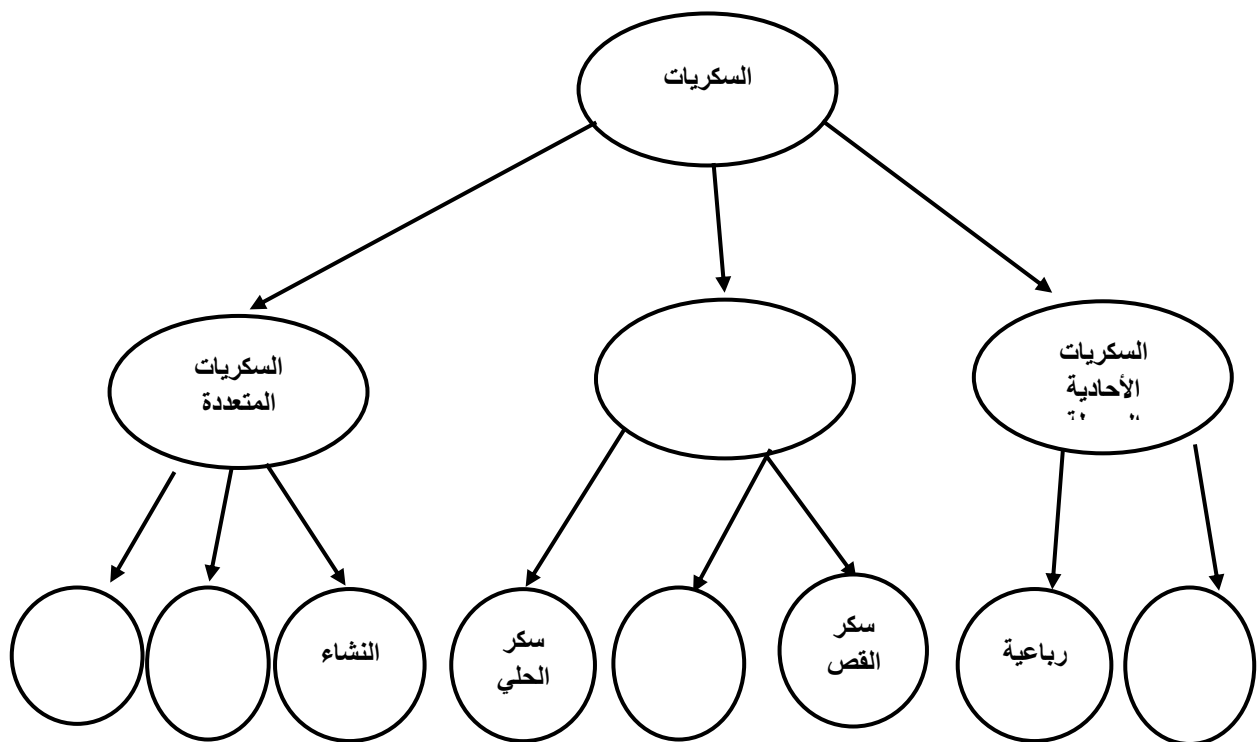 السكريات
السكريات
الأحادية
السكريات
المتعددة
رباعية
سكر
القص
سكر
الحلي
النشاء